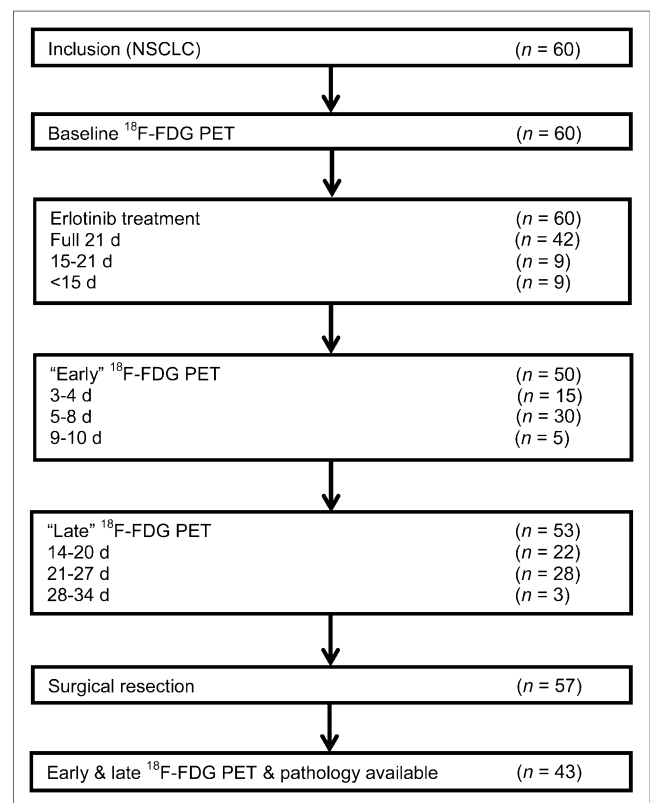 Inclusion (NSCLC) (n = 60)
Baseline ¹⁸F-FDG PET (n = 60)
Erlotinib treatment (n = 60)
Full 21 d (n = 42)
15-21 d (n = 9)
<15 d (n = 9)
“Early” ¹⁸F-FDG PET (n = 50)
3-4 d (n = 15)
5-8 d (n = 30)
9-10 d (n = 5)
“Late” ¹⁸F-FDG PET (n = 53)
14-20 d (n = 22)
21-27 d (n = 28)
28-34 d (n = 3)
Surgical resection (n = 57)
Early & late ¹⁸F-FDG PET & pathology available (n = 43)